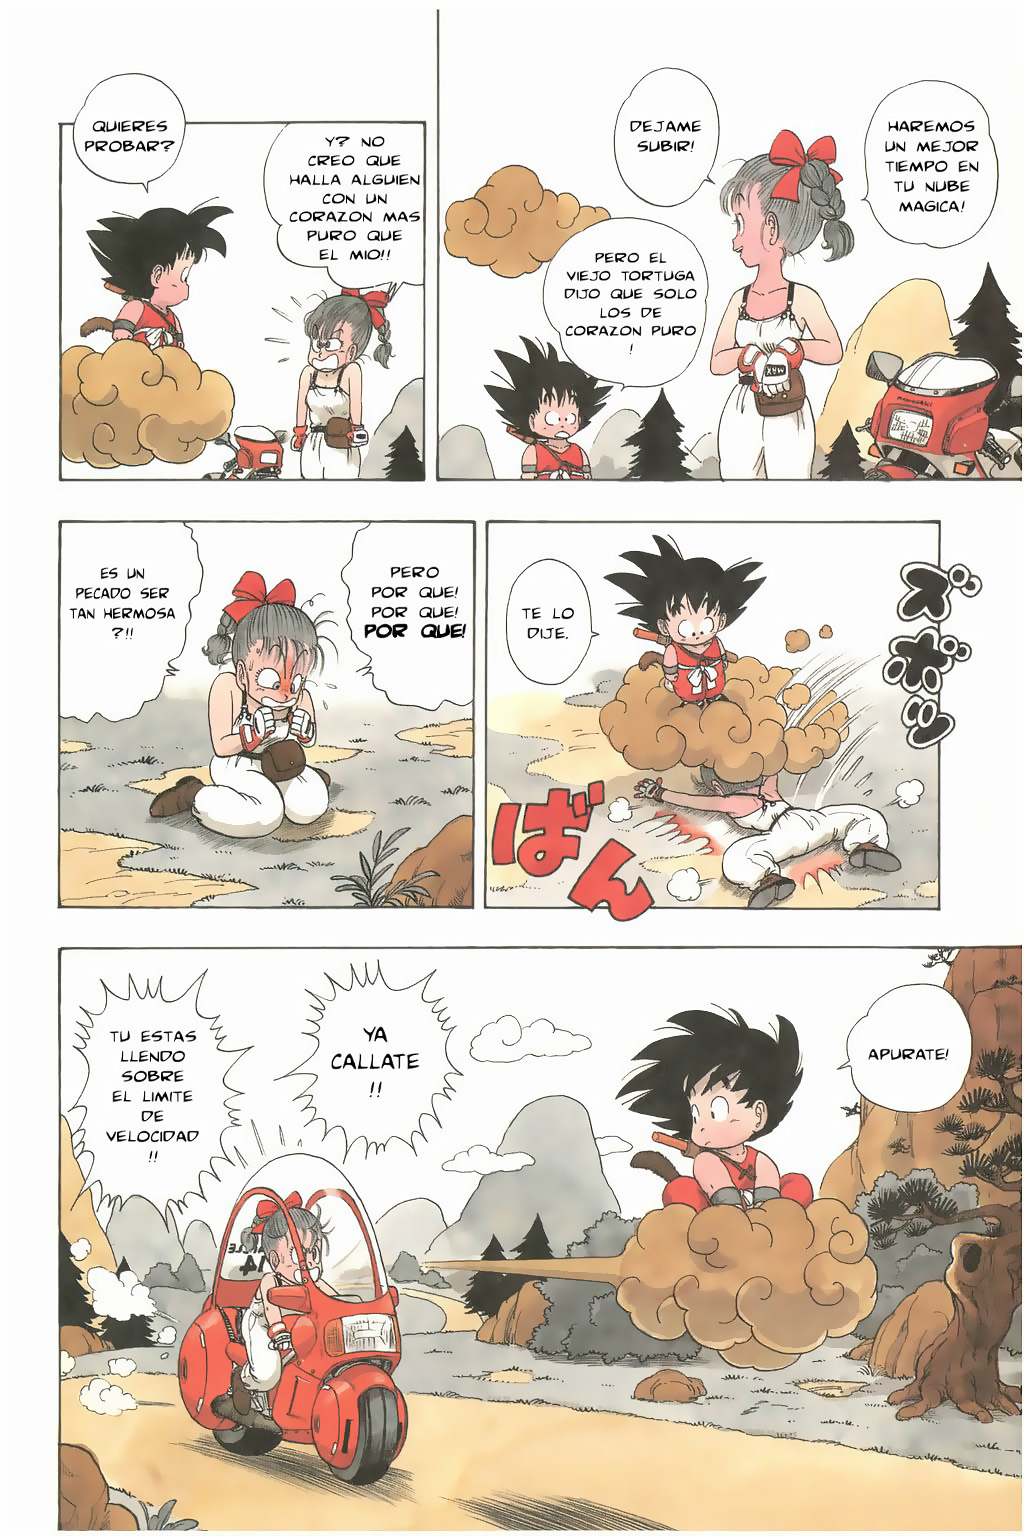 HAREMOS
UN MEJOR
TIEMPO EN
TU NUBE
MAGICA!
DEJAME
SUBIR!
PERO EL
VIEJO TORTUGA
DIJO QUE SOLO
LOS DE
CORAZON PURO
!
QUIERES
PROBAR?
Y? NO
CREO QUE
HALLA ALGUIEN
CON UN
CORAZON MAS
PURO QUE
EL MIO!!
ズボッ
TE LO
DIJE.
ばん
PERO
POR QUE!
POR QUE!
POR QUE!
ES UN
PECADO SER
TAN HERMOSA
?!!
APURATE!
YA
CALLATE
!!
TU ESTAS
LLENDO
SOBRE
EL LIMITE
DE
VELOCIDAD
!!